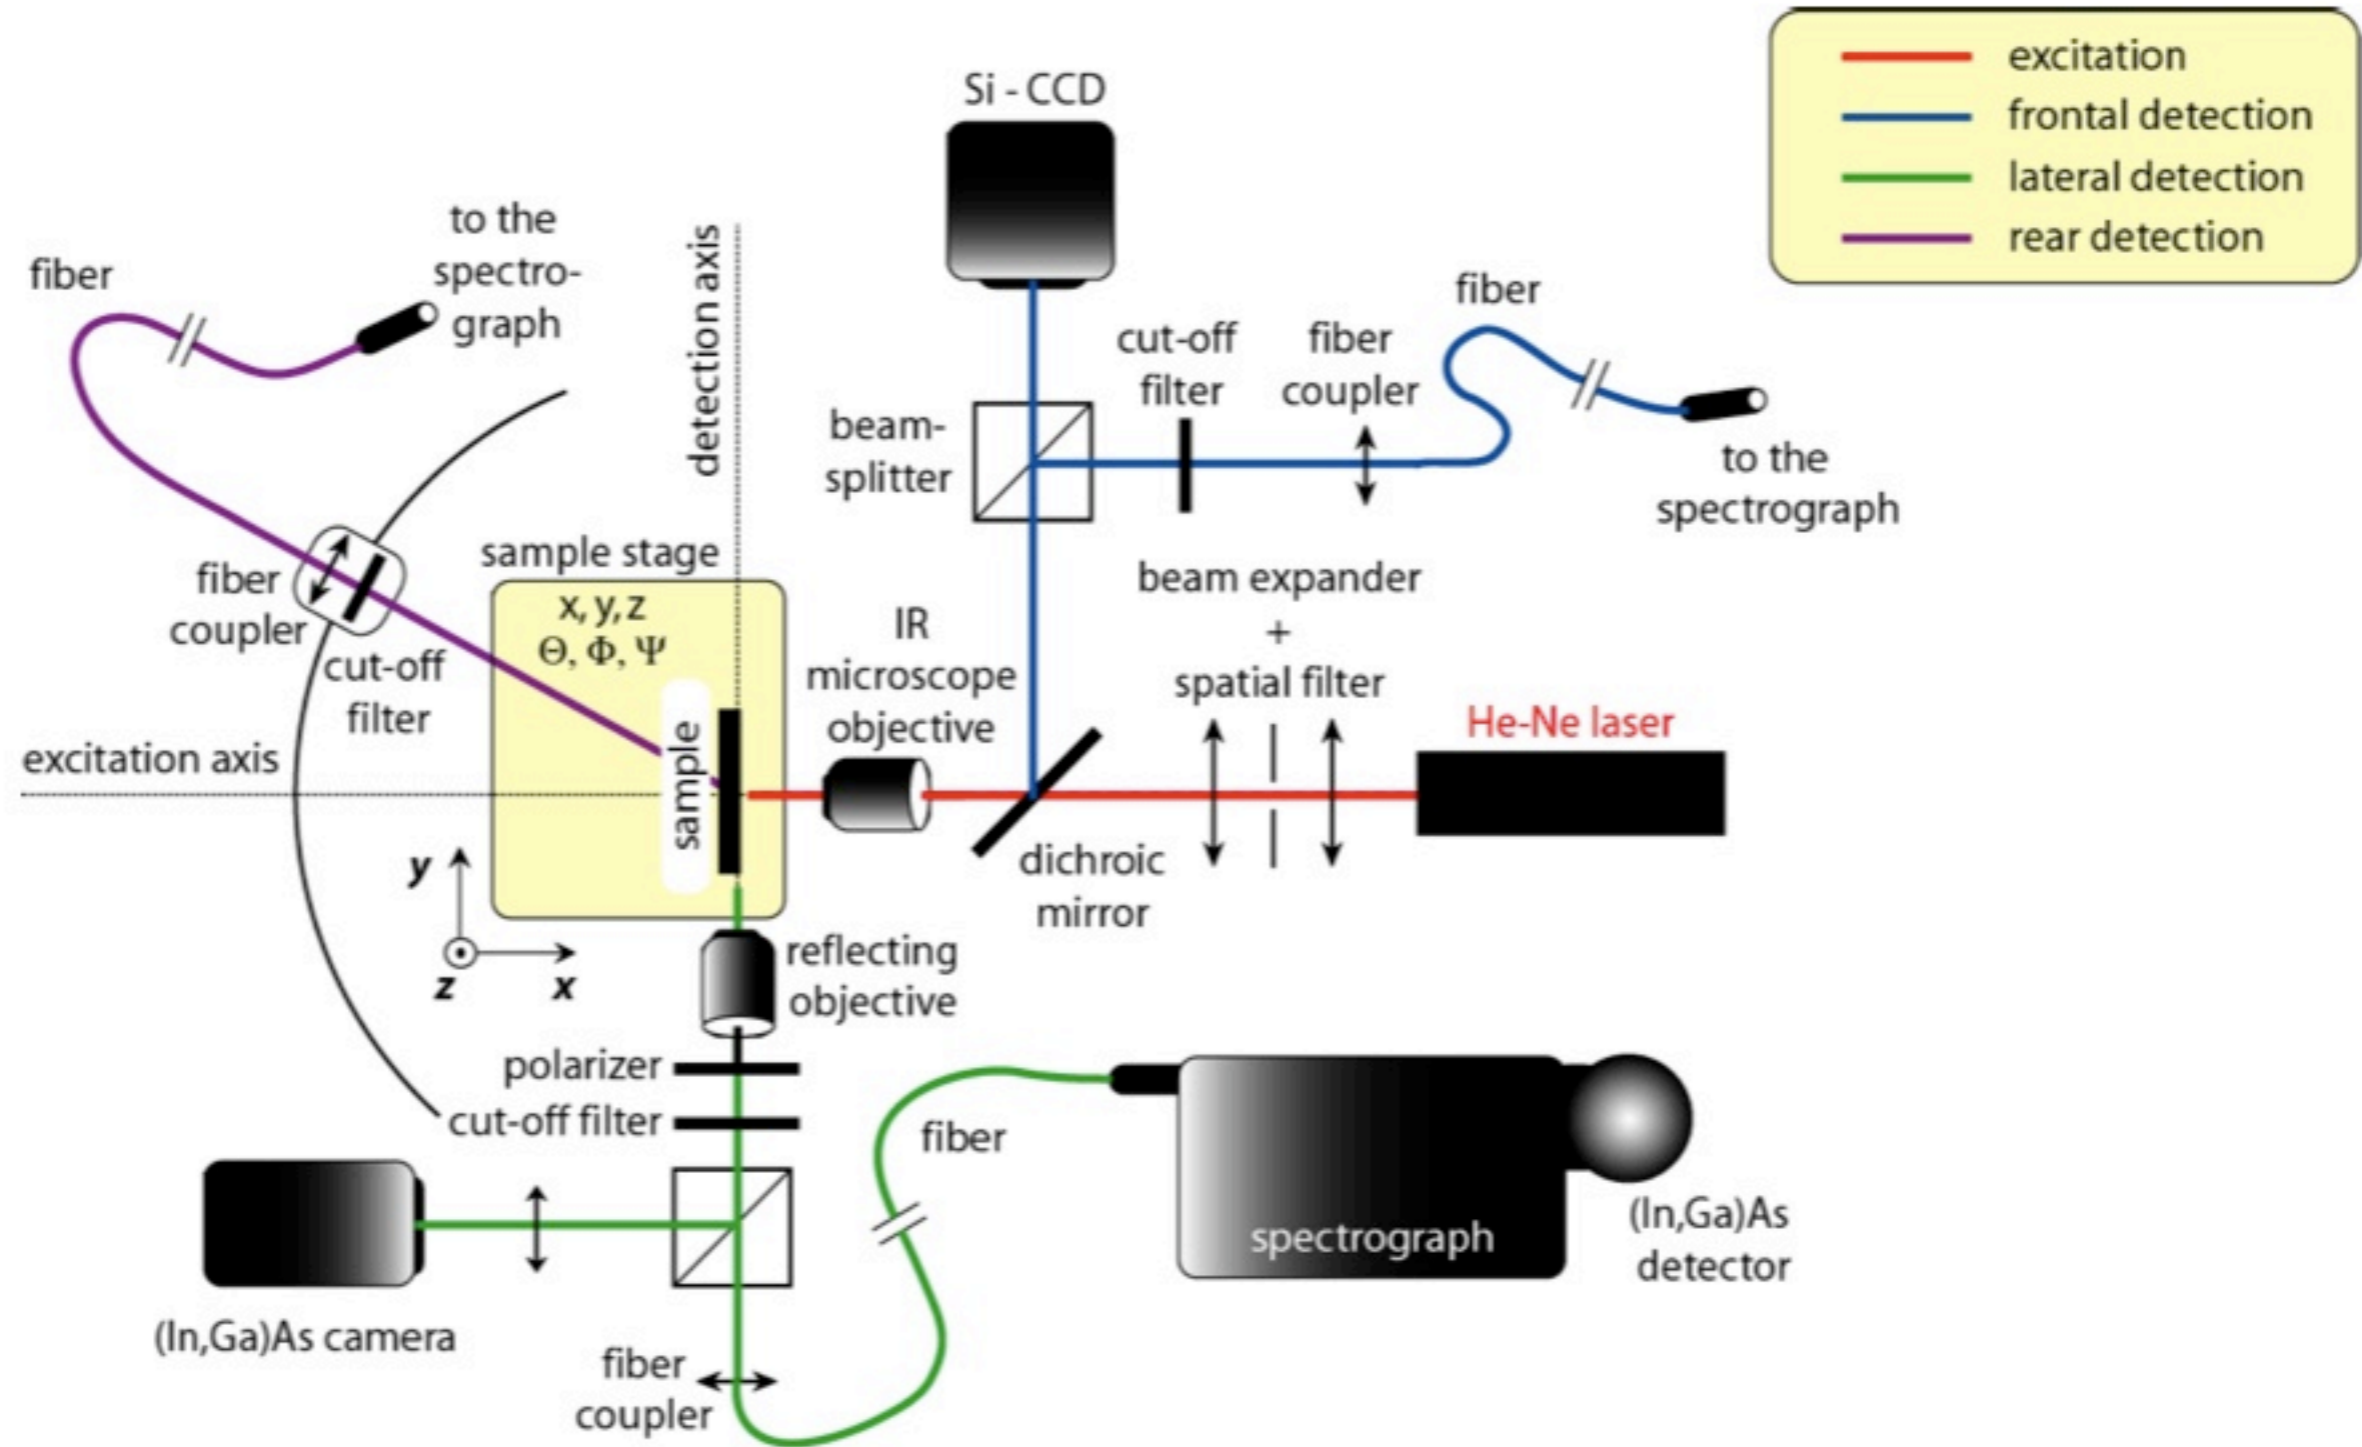 excitation
frontal detection
lateral detection
rear detection
Si - CCD
to the
spectro-
graph
fiber
detection axis
fiber
cut-off
filter
fiber
coupler
beam-
splitter
to the
spectrograph
sample stage
x, y, z
Θ, Φ, Ψ
fiber
coupler
cut-off
filter
IR
microscope
objective
beam expander
+
spatial filter
He-Ne laser
excitation axis
sample
dichroic
mirror
y
z
x
reflecting
objective
polarizer
cut-off filter
fiber
spectrograph
(In,Ga)As
detector
(In,Ga)As camera
fiber
coupler